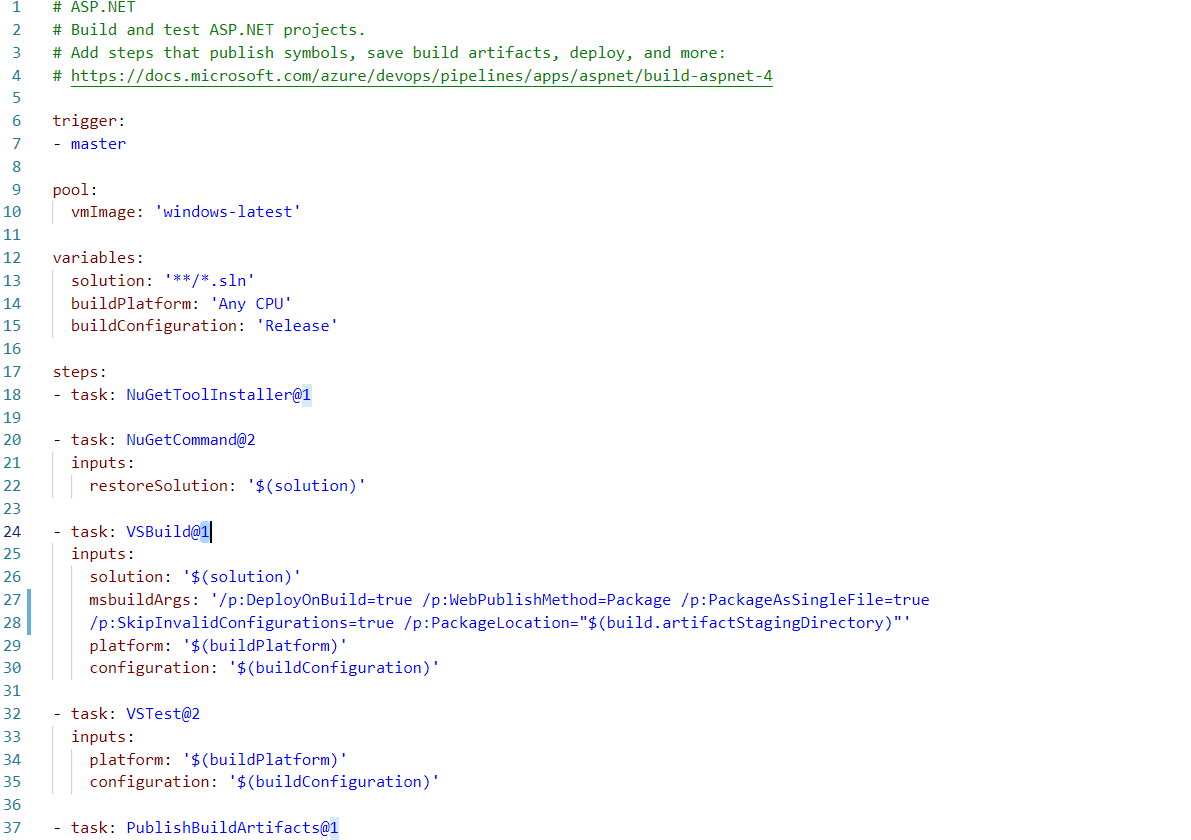 1 # ASP.NET
2 # Build and test ASP.NET projects.
3 # Add steps that publish symbols, save build artifacts, deploy, and more:
4 # https://docs.microsoft.com/azure/devops/pipelines/apps/aspnet/build-aspnet-4
5
6 trigger:
7 - master
8
9 pool:
10   vmImage: 'windows-latest'
11
12 variables:
13   solution: '**/*.sln'
14   buildPlatform: 'Any CPU'
15   buildConfiguration: 'Release'
16
17 steps:
18 - task: NuGetToolInstaller@1
19
20 - task: NuGetCommand@2
21   inputs:
22     restoreSolution: '$(solution)'
23
24 - task: VSBuild@1
25   inputs:
26     solution: '$(solution)'
27     msbuildArgs: '/p:DeployOnBuild=true /p:WebPublishMethod=Package /p:PackageAsSingleFile=true
28     /p:SkipInvalidConfigurations=true /p:PackageLocation="$(build.artifactStagingDirectory)"'
29     platform: '$(buildPlatform)'
30     configuration: '$(buildConfiguration)'
31
32 - task: VSTest@2
33   inputs:
34     platform: '$(buildPlatform)'
35     configuration: '$(buildConfiguration)'
36
37 - task: PublishBuildArtifacts@1